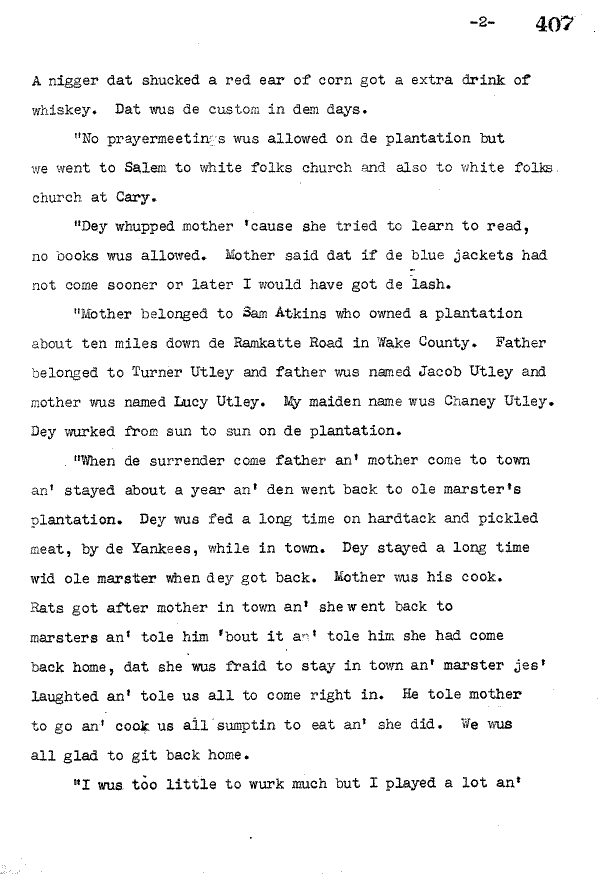 -2- 407
A nigger dat shucked a red ear of corn got a extra drink of
whiskey. Dat wus de custom in dem days.
"No prayermeetings wus allowed on de plantation but
we went to Salem to white folks church and also to white folks
church at Cary.
"Dey whupped mother 'cause she tried to learn to read,
no books wus allowed. Mother said dat if de blue jackets had
not come sooner or later I would have got de lash.
"Mother belonged to Sam Atkins who owned a plantation
about ten miles down de Ramkatte Road in Wake County. Father
belonged to Turner Utley and father wus named Jacob Utley and
mother wus named Lucy Utley. My maiden name wus Chaney Utley.
Dey wurked from sun to sun on de plantation.
"When de surrender come father an' mother come to town
an' stayed about a year an' den went back to ole marster's
plantation. Dey wus fed a long time on hardtack and pickled
meat, by de Yankees, while in town. Dey stayed a long time
wid ole marster when dey got back. Mother wus his cook.
Rats got after mother in town an' she went back to
marsters an' tole him 'bout it an' tole him she had come
back home, dat she wus fraid to stay in town an' marster jes'
laughted an' tole us all to come right in. He tole mother
to go an' cook us all sumptin to eat an' she did. We wus
all glad to git back home.
"I wus too little to wurk much but I played a lot an'